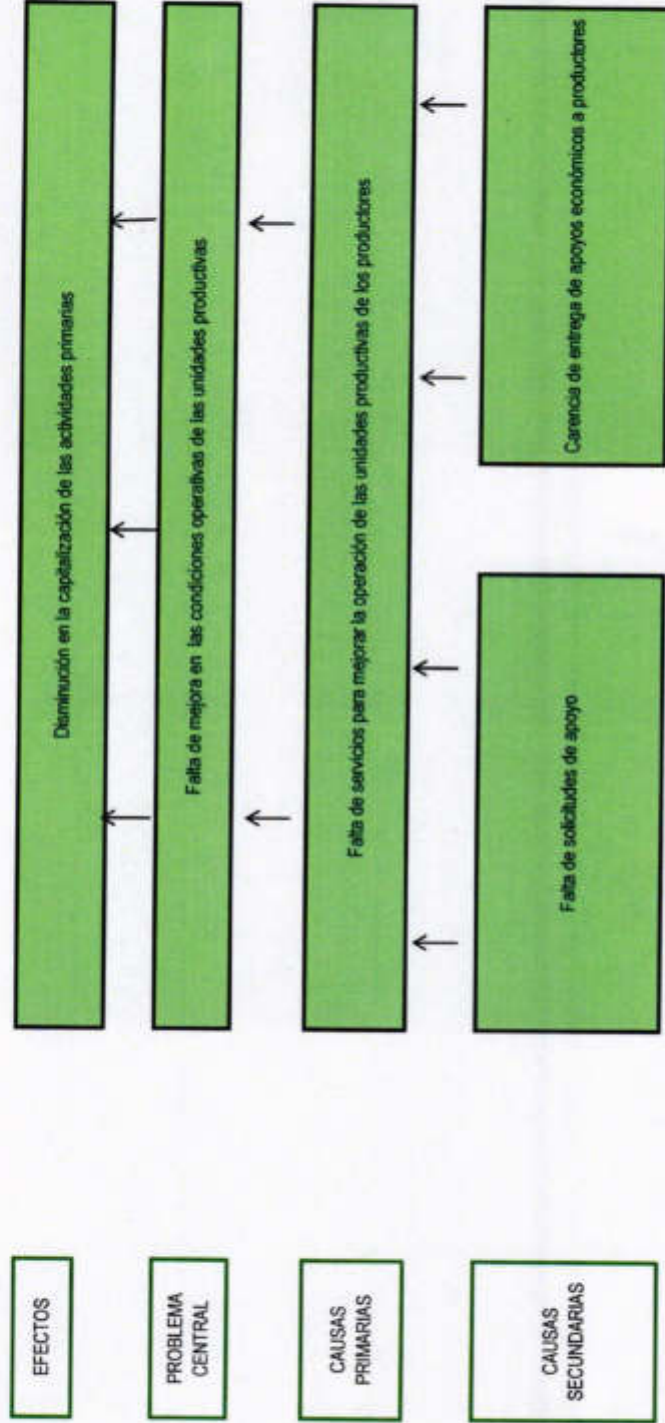 EFECTOS
Disminución en la capitalización de las actividades primarias
PROBLEMA
CENTRAL
Falta de mejora en las condiciones operativas de las unidades productivas
CAUSAS
PRIMARIAS
Falta de servicios para mejorar la operación de las unidades productivas de los productores
CAUSAS
SECUNDARIAS
Falta de solicitudes de apoyo
Carencia de entrega de apoyos económicos a productores